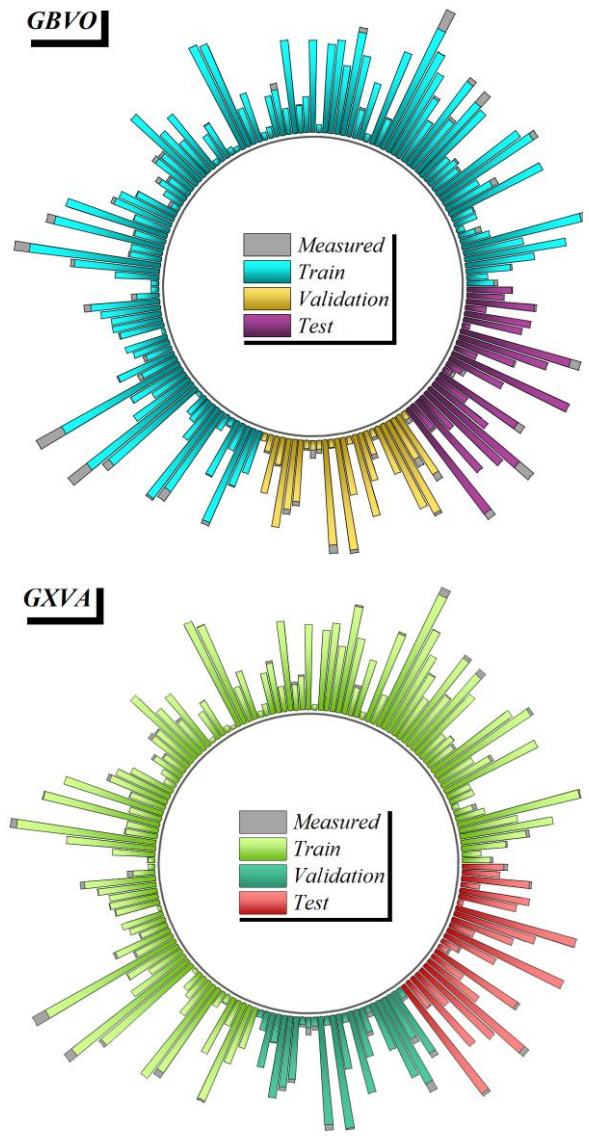 GBVO
Measured
Train
Validation
Test
GXVA
Measured
Train
Validation
Test